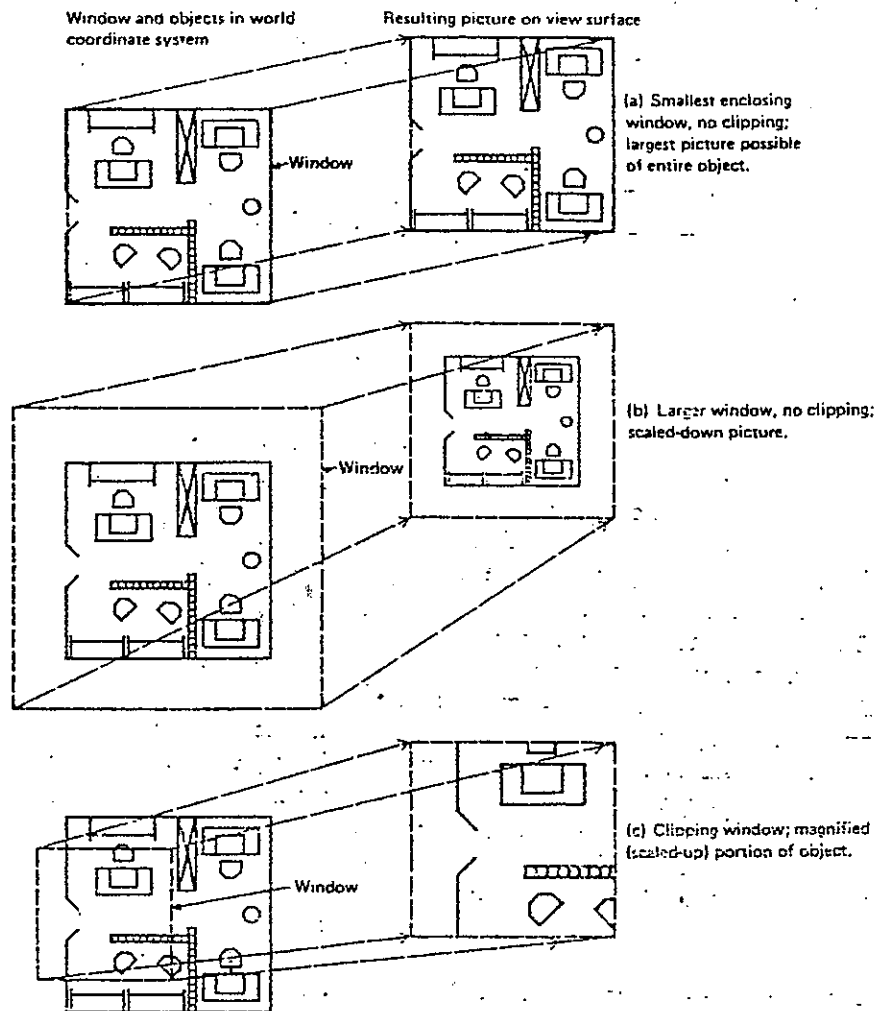 Window and objects in world
coordinate system
Resulting picture on view surface
Window
(a) Smallest enclosing
window, no clipping;
largest picture possible
of entire object.
Window
(b) Larger window, no clipping;
scaled-down picture.
Window
(c) Clipping window; magnified
(scaled-up) portion of object.